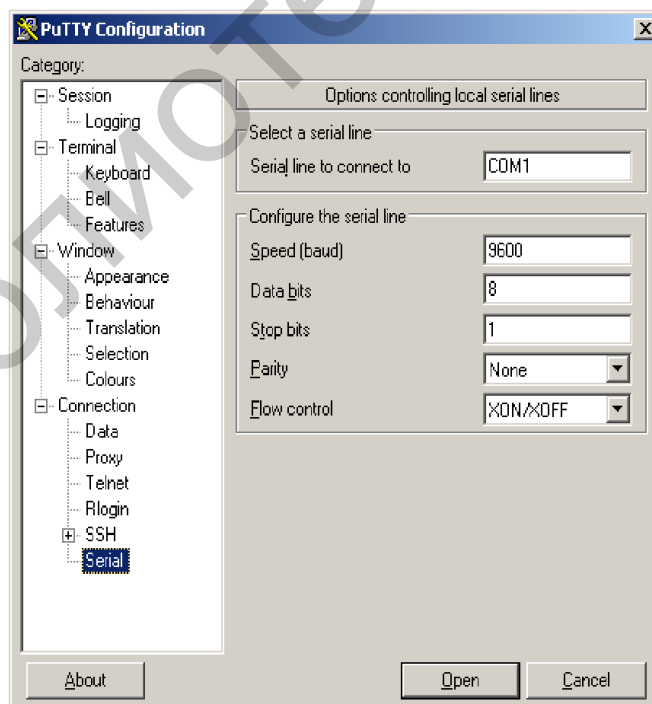 PuTTY Configuration
Category:
Session
Logging
Terminal
Keyboard
Bell
Features
Window
Appearance
Behaviour
Translation
Selection
Colours
Connection
Data
Proxy
Telnet
Rlogin
SSH
Serial
Options controlling local serial lines
Select a serial line
Serial line to connect to COM1
Configure the serial line
Speed (baud) 9600
Data bits 8
Stop bits 1
Parity None
Flow control XON/XOFF
About Open Cancel